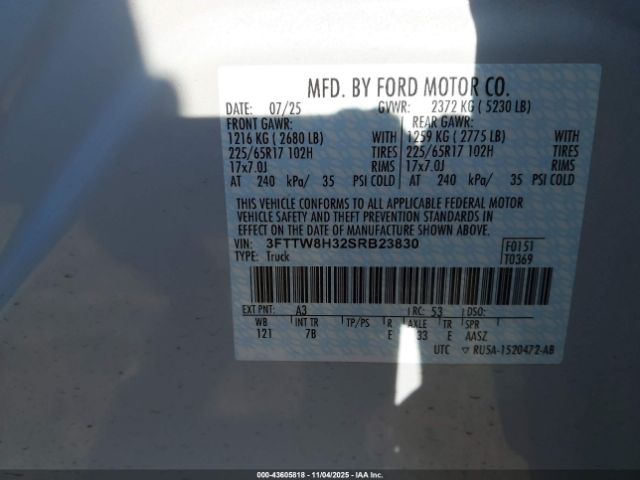 MFD. BY FORD MOTOR CO.
DATE: 07/25 GVWR: 2372 KG ( 5230 LB)
FRONT GAWR: REAR GAWR:
1216 KG ( 2680 LB) WITH 1259 KG ( 2775 LB) WITH
225/65R17 102H TIRES 225/65R17 102H TIRES
17x7.0J RIMS 17x7.0J RIMS
AT 240 kPa/ 35 PSI COLD AT 240 kPa/ 35 PSI COLD
THIS VEHICLE CONFORMS TO ALL APPLICABLE FEDERAL MOTOR
VEHICLE SAFETY AND THEFT PREVENTION STANDARDS IN
EFFECT ON THE DATE OF MANUFACTURE SHOWN ABOVE.
VIN: 3FTTW8H32SRB23830 F0151
TYPE: Truck T0369
EXT PNT: A3 RC: 53 DSO:
WB INT TR TP/PS R AXLE TR SPR
121 7B E 33 E AASZ
UTC ▽ RU5A-1520472-AB
000-43605818 - 11/04/2025 - IAA Inc.